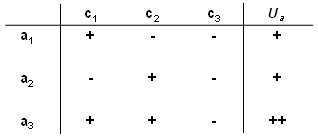 c₁ c₂ c₃ Uₐ
a₁ + - - +
a₂ - + - +
a₃ + + - ++